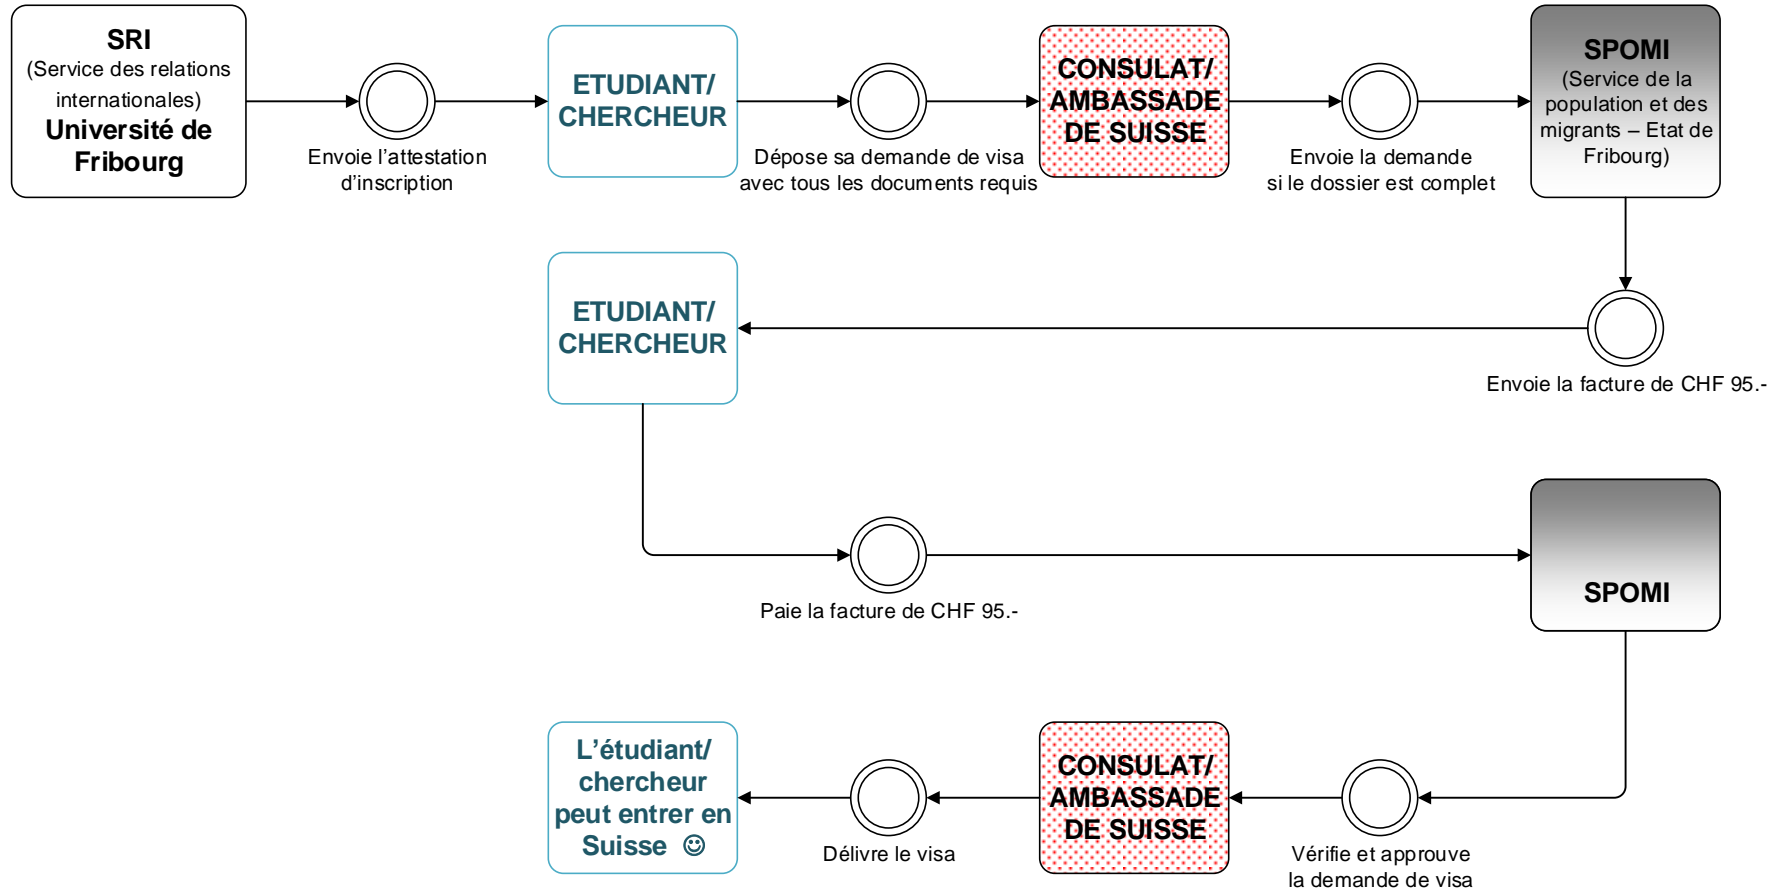 SRI
(Service des relations
internationales)
Université de
Fribourg
Envoie l’attestation
d’inscription
ETUDIANT/
CHERCHEUR
Dépose sa demande de visa
avec tous les documents requis
CONSULAT/
AMBASSADE
DE SUISSE
Envoie la demande
si le dossier est complet
SPOMI
(Service de la
population et des
migrants – Etat de
Fribourg)
ETUDIANT/
CHERCHEUR
Envoie la facture de CHF 95.-
Paie la facture de CHF 95.-
SPOMI
L’étudiant/
chercheur
peut entrer en
Suisse ☺
Délivre le visa
CONSULAT/
AMBASSADE
DE SUISSE
Vérifie et approuve
la demande de visa